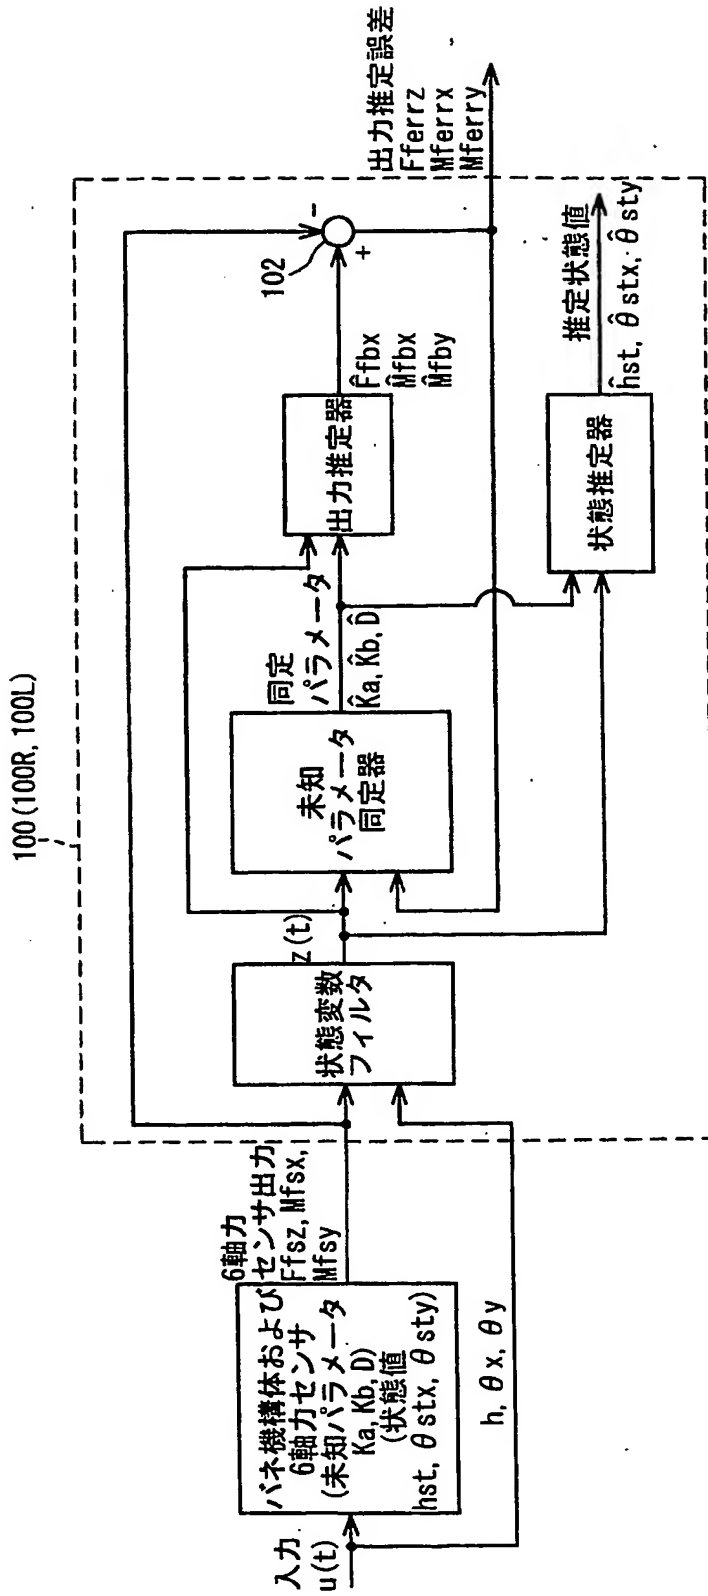 100(100R, 100L)
入力
u(t)
バネ機構体および
6軸力センサ
(未知パラメータ
Ka, Kb, D)
(状態値
hst, θstx, θsty)
6軸力
センサ出力
Ffsz, Mfsx,
Mfsy
h, θx, θy
状態変数
フィルタ
z(t)
未知
パラメータ
同定器
同定
パラメータ
K̂a, K̂b, D̂
出力推定器
F̂fbx
M̂fbx
M̂fby
102
-
+
出力推定誤差
Fferrz
Mferrx
Mferry
状態推定器
推定状態値
ĥst, θ̂stx, θ̂sty